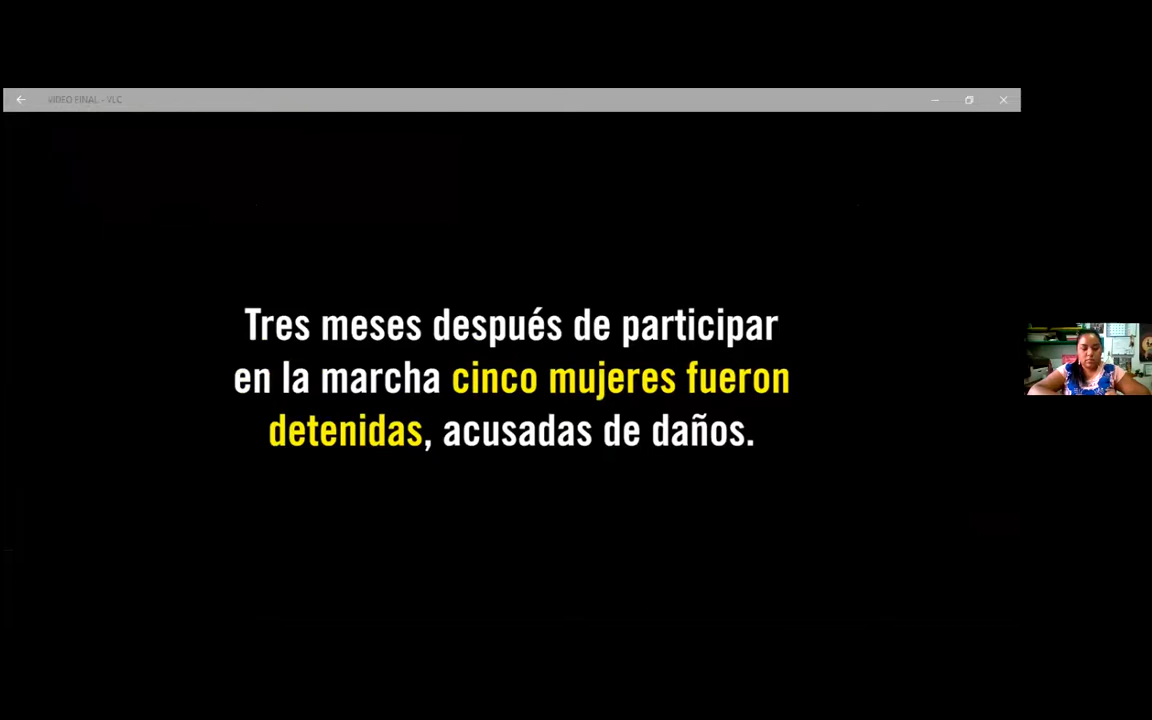 VIDEO FINAL - VLC
Tres meses después de participar
en la marcha cinco mujeres fueron
detenidas, acusadas de daños.